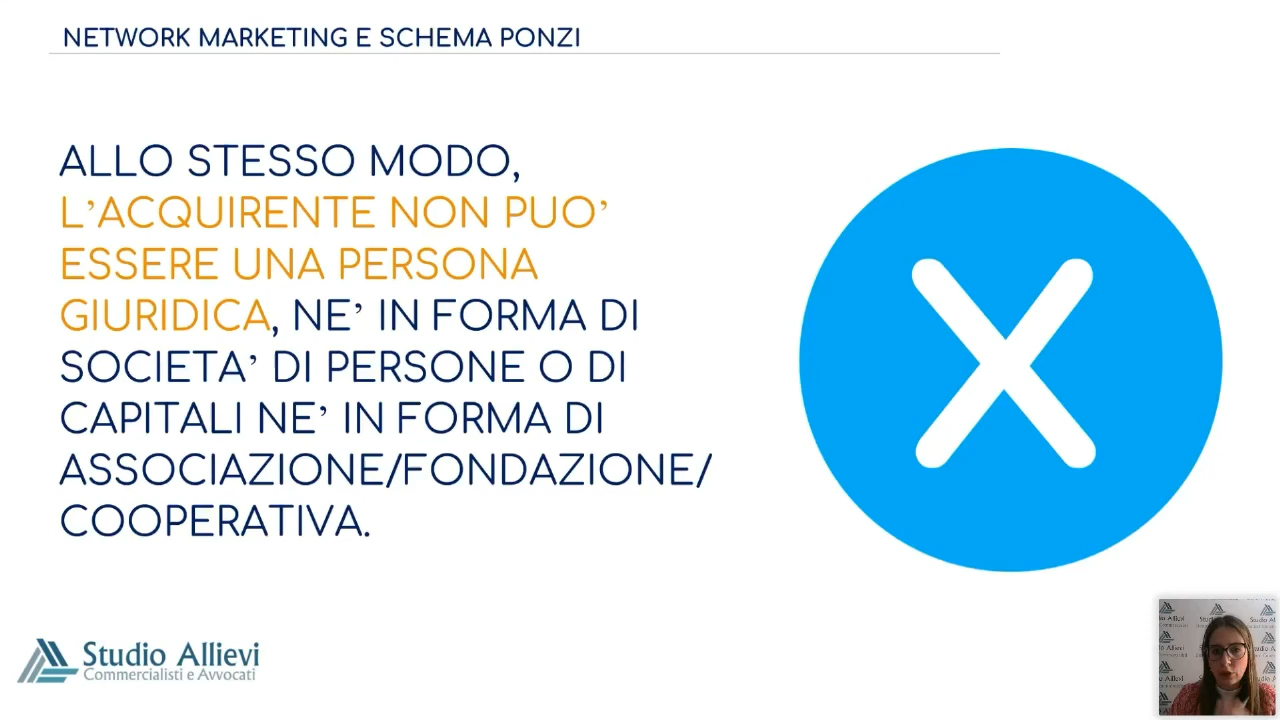 NETWORK MARKETING E SCHEMA PONZI
ALLO STESSO MODO,
L’ACQUIRENTE NON PUO’
ESSERE UNA PERSONA
GIURIDICA, NE’ IN FORMA DI
SOCIETA’ DI PERSONE O DI
CAPITALI NE’ IN FORMA DI
ASSOCIAZIONE/FONDAZIONE/
COOPERATIVA.
Studio Allievi
Commercialisti e Avvocati